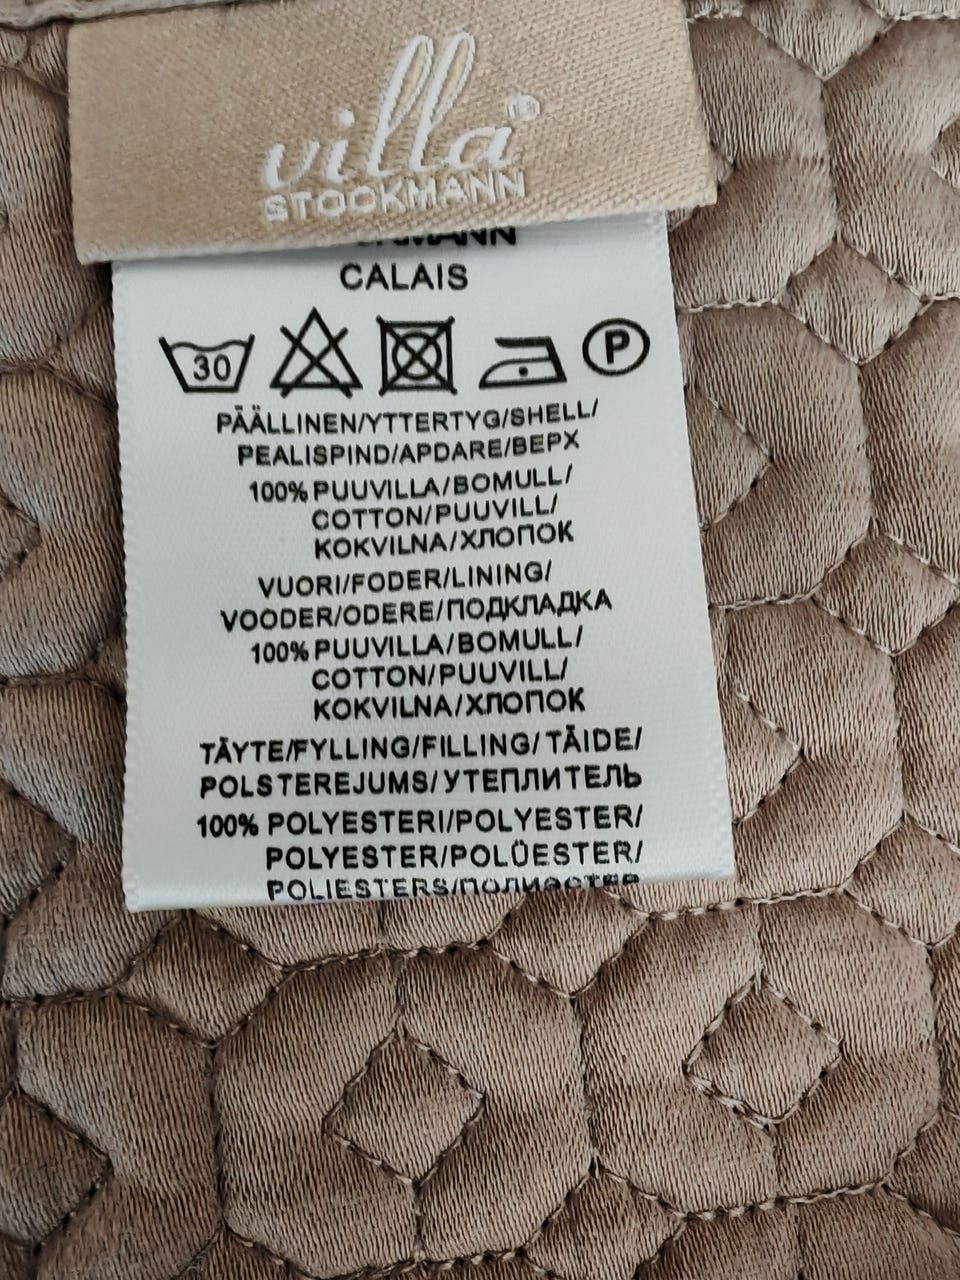 villa
STOCKMANN
CALAIS
30
P
PÄÄLLINEN/YTTERTYG/SHELL/
PEALISPIND/APDARE/ВЕРХ
100% PUUVILLA/BOMULL/
COTTON/PUUVILL/
KOKVILNA/ХЛОПОК
VUORI/FODER/LINING/
VOODER/ODERE/ПОДКЛАДКА
100% PUUVILLA/BOMULL/
COTTON/PUUVILL/
KOKVILNA/ХЛОПОК
TÄYTE/FYLLING/FILLING/TÄIDE/
POLSTEREJUMS/УТЕПЛИТЕЛЬ
100% POLYESTERI/POLYESTER/
POLYESTER/POLÜESTER/
POLIESTERS/ПОЛИЭСТЕР